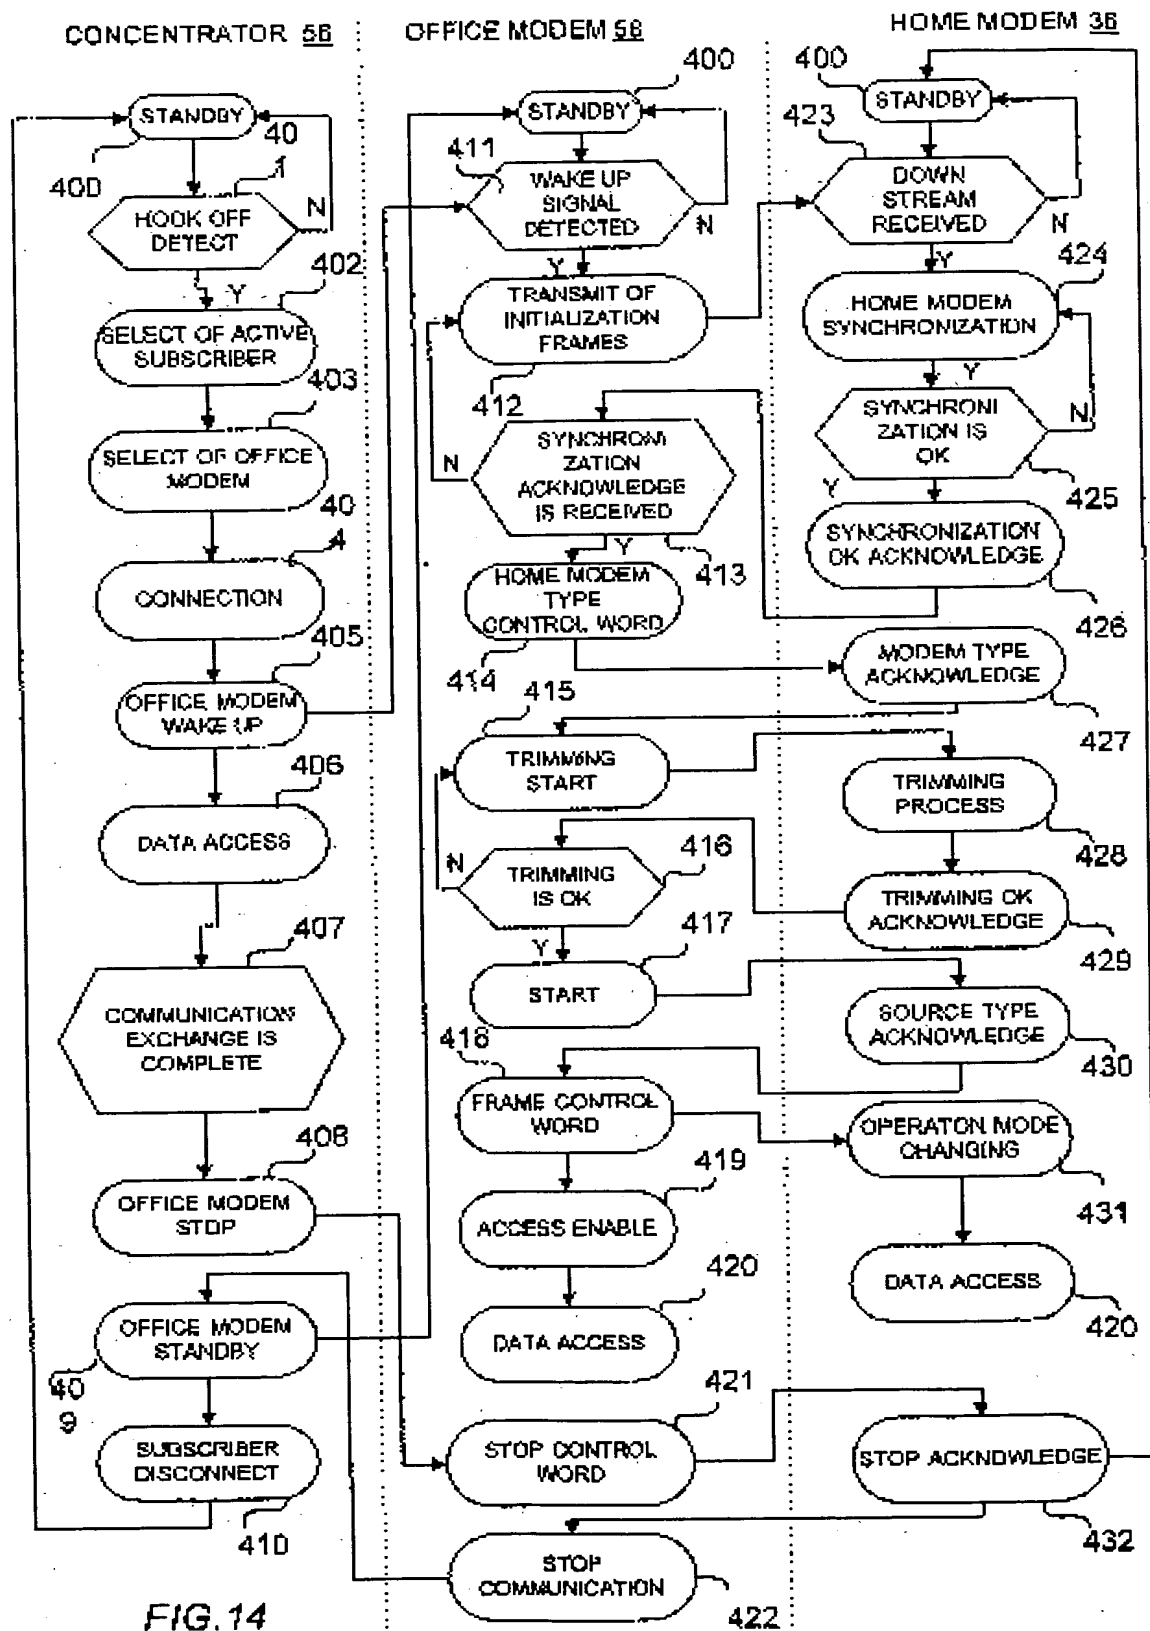 CONCENTRATOR 56
STANDBY
400
40
1
HOOK OFF
DETECT
N
Y
402
SELECT OF ACTIVE
SUBSCRIBER
403
SELECT OF OFFICE
MODEM
40
4
CONNECTION
405
OFFICE MODEM
WAKE UP
406
DATA ACCESS
407
COMMUNICATION
EXCHANGE IS
COMPLETE
408
OFFICE MODEM
STOP
OFFICE MODEM
STANDBY
40
9
SUBSCRIBER
DISCONNECT
410
FIG.14
OFFICE MODEM 58
400
STANDBY
411
WAKE UP
SIGNAL
DETECTED
N
Y
TRANSMIT OF
INITIALIZATION
FRAMES
412
SYNCHRONI
ZATION
ACKNOWLEDGE
IS RECEIVED
N
Y
413
HOME MODEM
TYPE
CONTROL WORD
414
415
TRIMMING
START
N
TRIMMING
IS OK
416
Y
417
START
418
FRAME CONTROL
WORD
419
ACCESS ENABLE
420
DATA ACCESS
421
STOP CONTROL
WORD
STOP
COMMUNICATION
422
HOME MODEM 36
400
STANDBY
423
DOWN
STREAM
RECEIVED
N
Y
424
HOME MODEM
SYNCHRONIZATION
Y
SYNCHRONI
ZATION IS
OK
N
425
Y
SYNCHRONIZATION
OK ACKNOWLEDGE
426
MODEM TYPE
ACKNOWLEDGE
427
TRIMMING
PROCESS
428
TRIMMING OK
ACKNOWLEDGE
429
SOURCE TYPE
ACKNOWLEDGE
430
OPERATON MODE
CHANGING
431
DATA ACCESS
420
STOP ACKNOWLEDGE
432